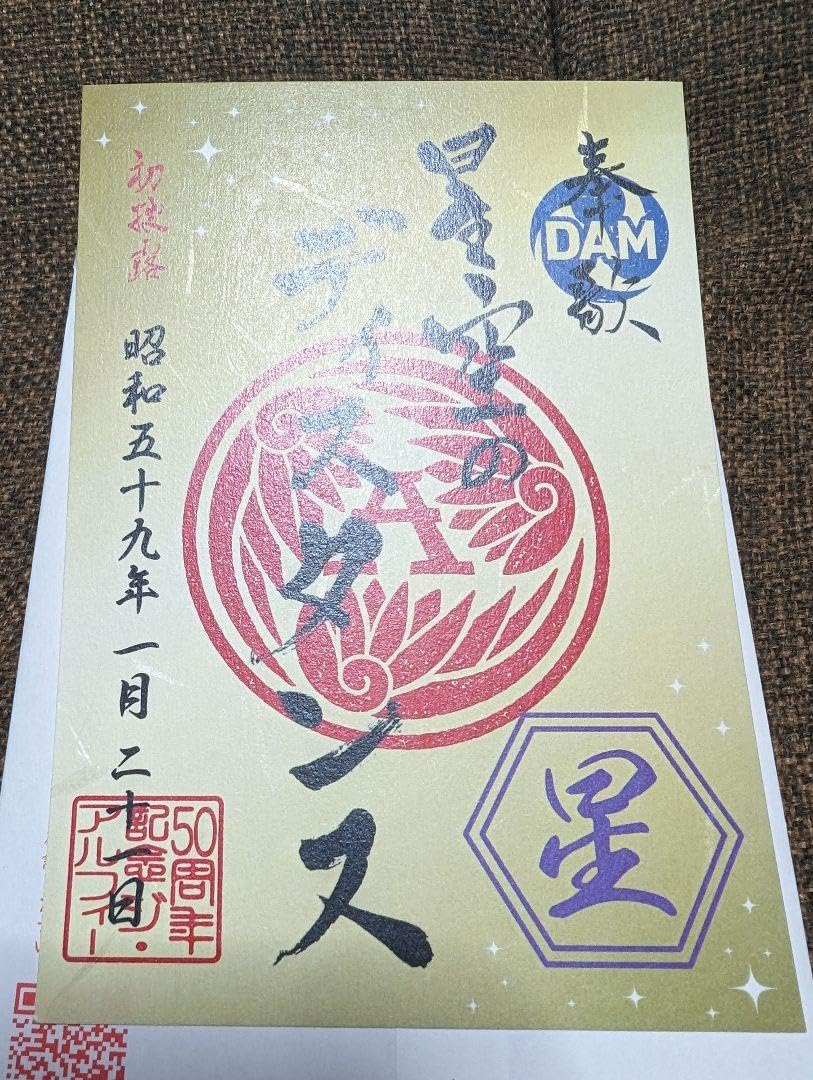 奉歌
DAM
星空の
ディスタンス
A
星
初披露
昭和五十九年一月二十一日
50周年
記念ジ・
アルフィー